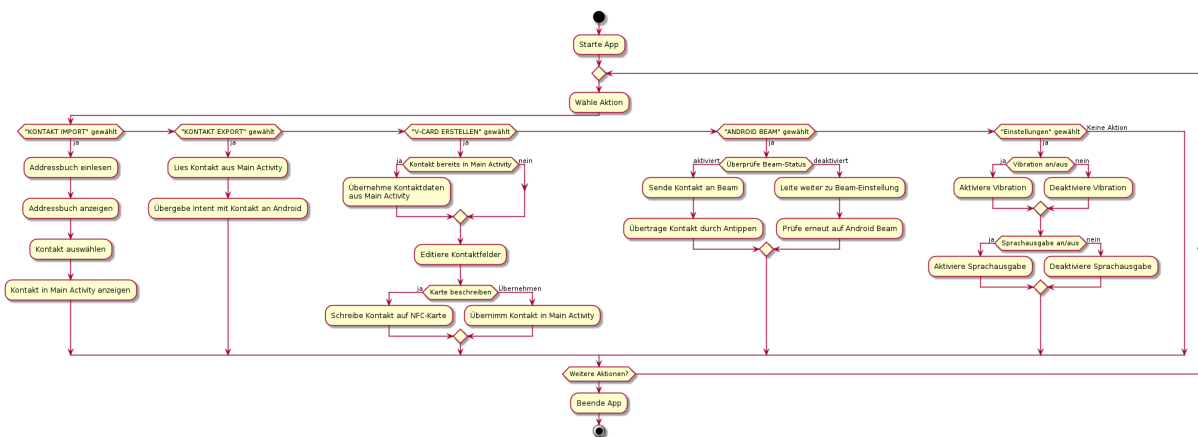 Starte App
Wähle Aktion
"KONTAKT IMPORT" gewählt
ja
Addressbuch einlesen
Addressbuch anzeigen
Kontakt auswählen
Kontakt in Main Activity anzeigen
"KONTAKT EXPORT" gewählt
ja
Lies Kontakt aus Main Activity
Übergebe Intent mit Kontakt an Android
"V-CARD ERSTELLEN" gewählt
ja
Kontakt bereits in Main Activity
ja
nein
Übernehme Kontaktdaten
aus Main Activity
Editiere Kontaktfelder
Karte beschreiben
ja
Übernehmen
Schreibe Kontakt auf NFC-Karte
Übernimm Kontakt in Main Activity
"ANDROID BEAM" gewählt
ja
Überprüfe Beam-Status
aktiviert
deaktiviert
Sende Kontakt an Beam
Übertrage Kontakt durch Antippen
Leite weiter zu Beam-Einstellung
Prüfe erneut auf Android Beam
"Einstellungen" gewählt
Keine Aktion
ja
Vibration an/aus
ja
nein
Aktiviere Vibration
Deaktiviere Vibration
Sprachausgabe an/aus
ja
nein
Aktiviere Sprachausgabe
Deaktiviere Sprachausgabe
Weitere Aktionen?
Beende App